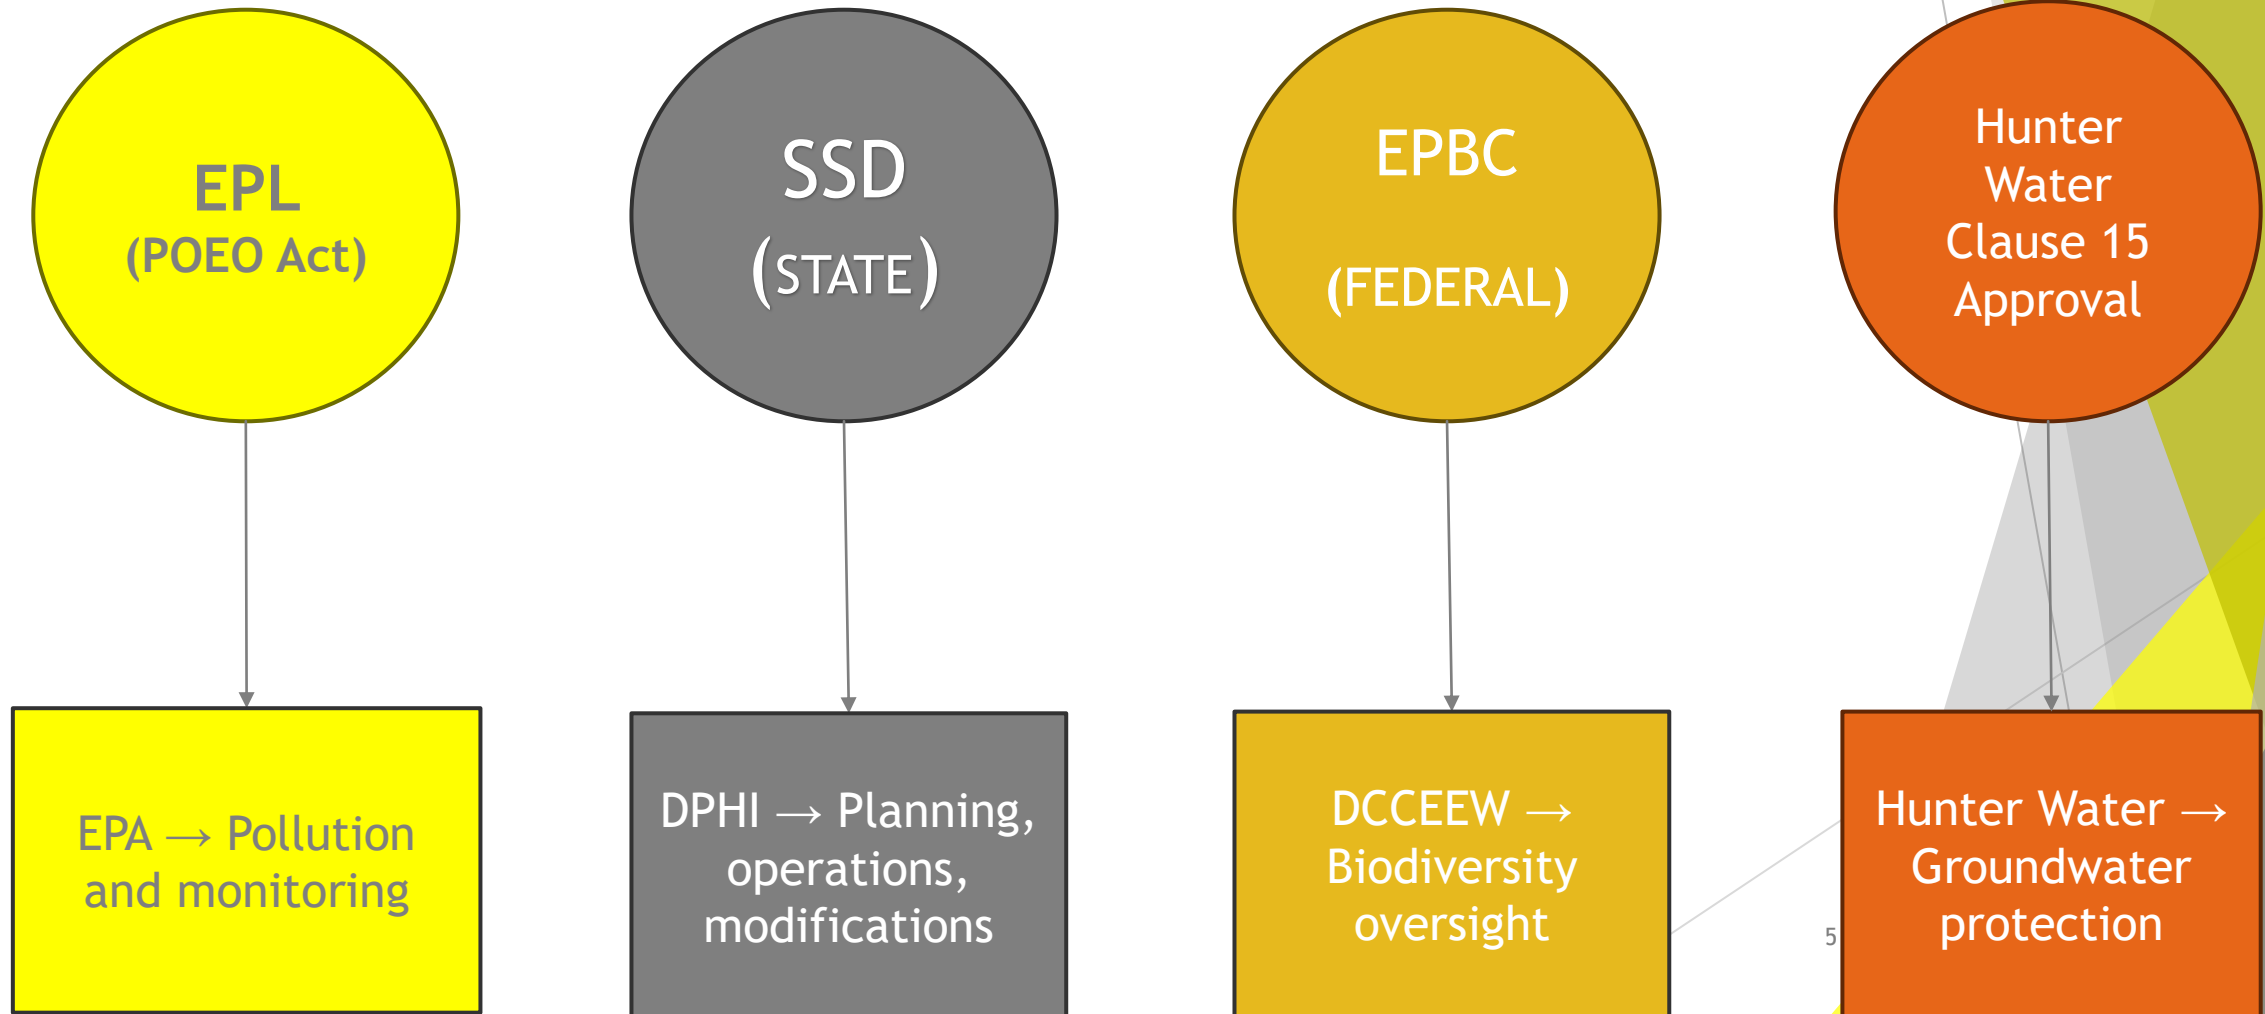 EPL
(POEO Act)
SSD
(STATE)
EPBC
(FEDERAL)
Hunter
Water
Clause 15
Approval
EPA → Pollution
and monitoring
DPHI → Planning,
operations,
modifications
DCCEEW →
Biodiversity
oversight
Hunter Water →
Groundwater
protection
5